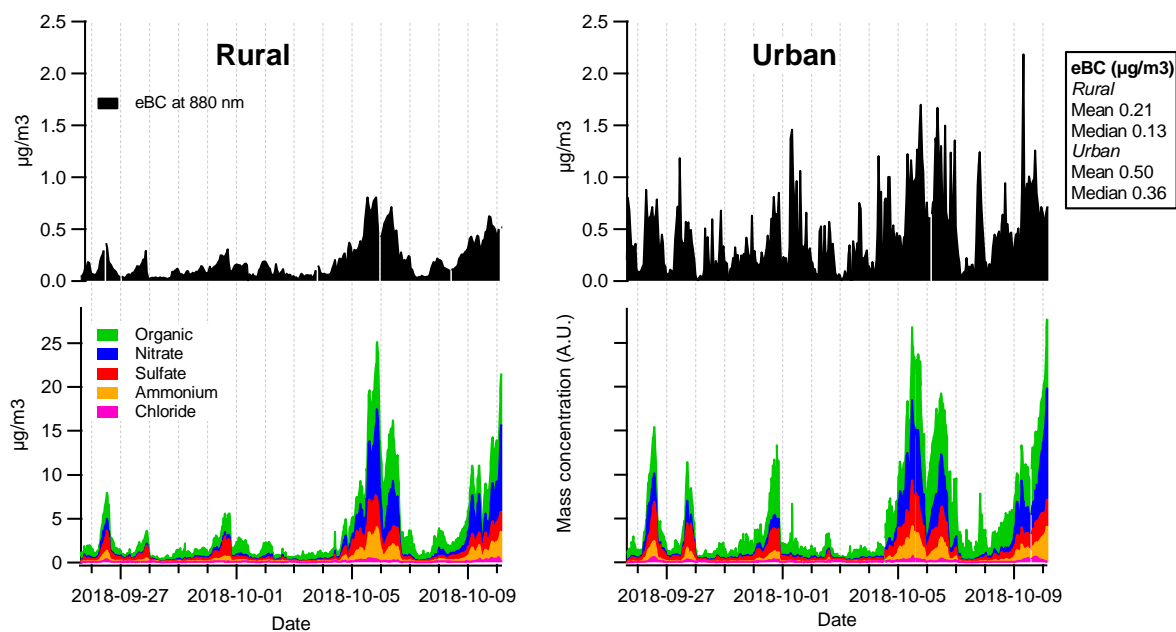 Rural
2.5
2.0
1.5
1.0
0.5
0.0
µg/m3
eBC at 880 nm
Urban
2.5
2.0
1.5
1.0
0.5
0.0
µg/m3
eBC (µg/m3)
Rural
Mean 0.21
Median 0.13
Urban
Mean 0.50
Median 0.36
25
20
15
10
5
0
µg/m3
Organic
Nitrate
Sulfate
Ammonium
Chloride
2018-09-27 2018-10-01 2018-10-05 2018-10-09
Date
Mass concentration (A.U.)
2018-09-27 2018-10-01 2018-10-05 2018-10-09
Date